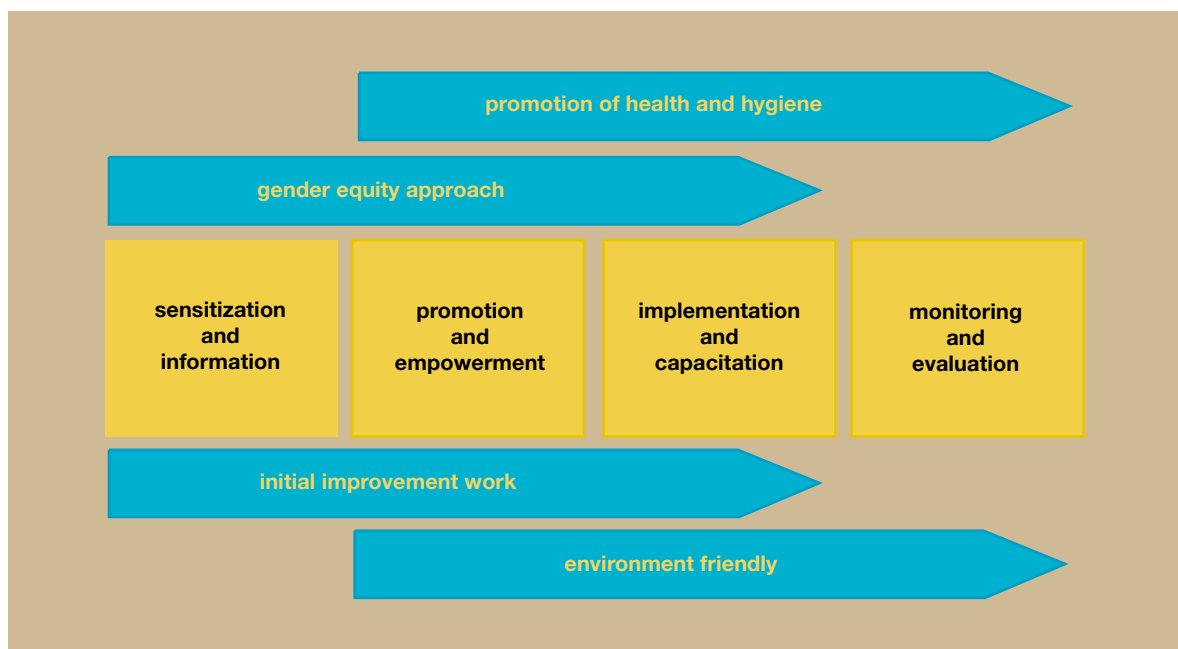 promotion of health and hygiene
gender equity approach
sensitization
and
information
promotion
and
empowerment
implementation
and
capacitation
monitoring
and
evaluation
initial improvement work
environment friendly